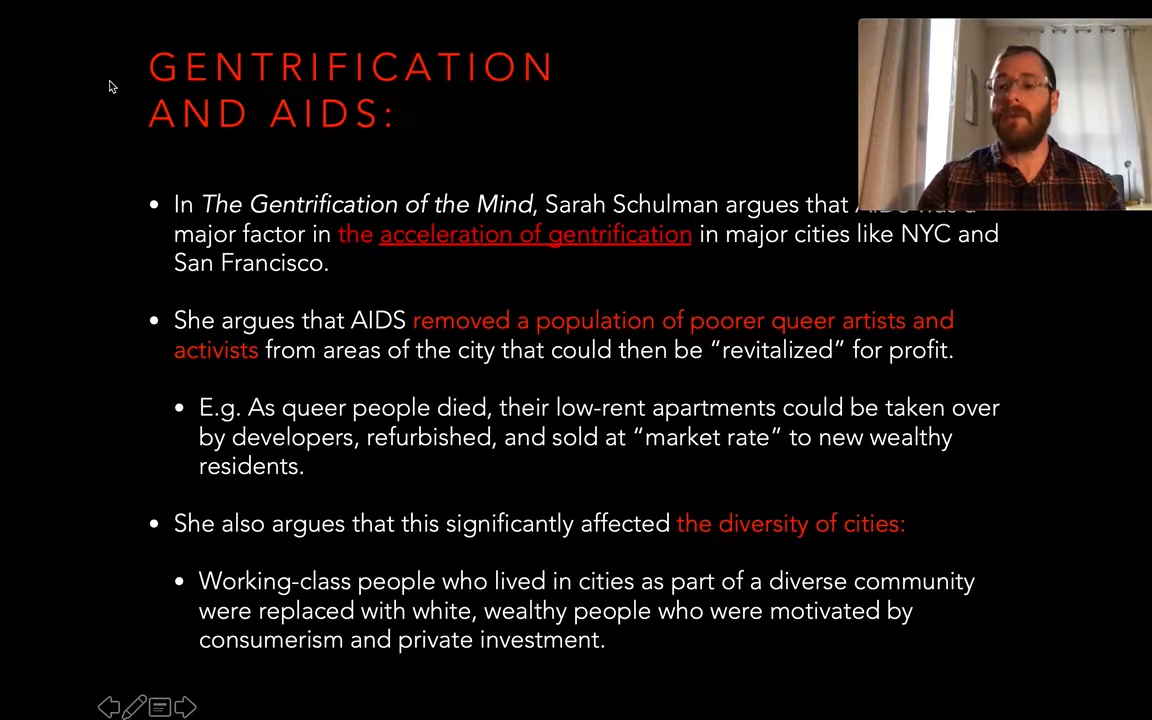 GENTRIFICATION
AND AIDS:
• In The Gentrification of the Mind, Sarah Schulman argues that
major factor in the acceleration of gentrification in major cities like NYC and
San Francisco.
• She argues that AIDS removed a population of poorer queer artists and
activists from areas of the city that could then be “revitalized” for profit.
• E.g. As queer people died, their low-rent apartments could be taken over
by developers, refurbished, and sold at “market rate” to new wealthy
residents.
• She also argues that this significantly affected the diversity of cities:
• Working-class people who lived in cities as part of a diverse community
were replaced with white, wealthy people who were motivated by
consumerism and private investment.